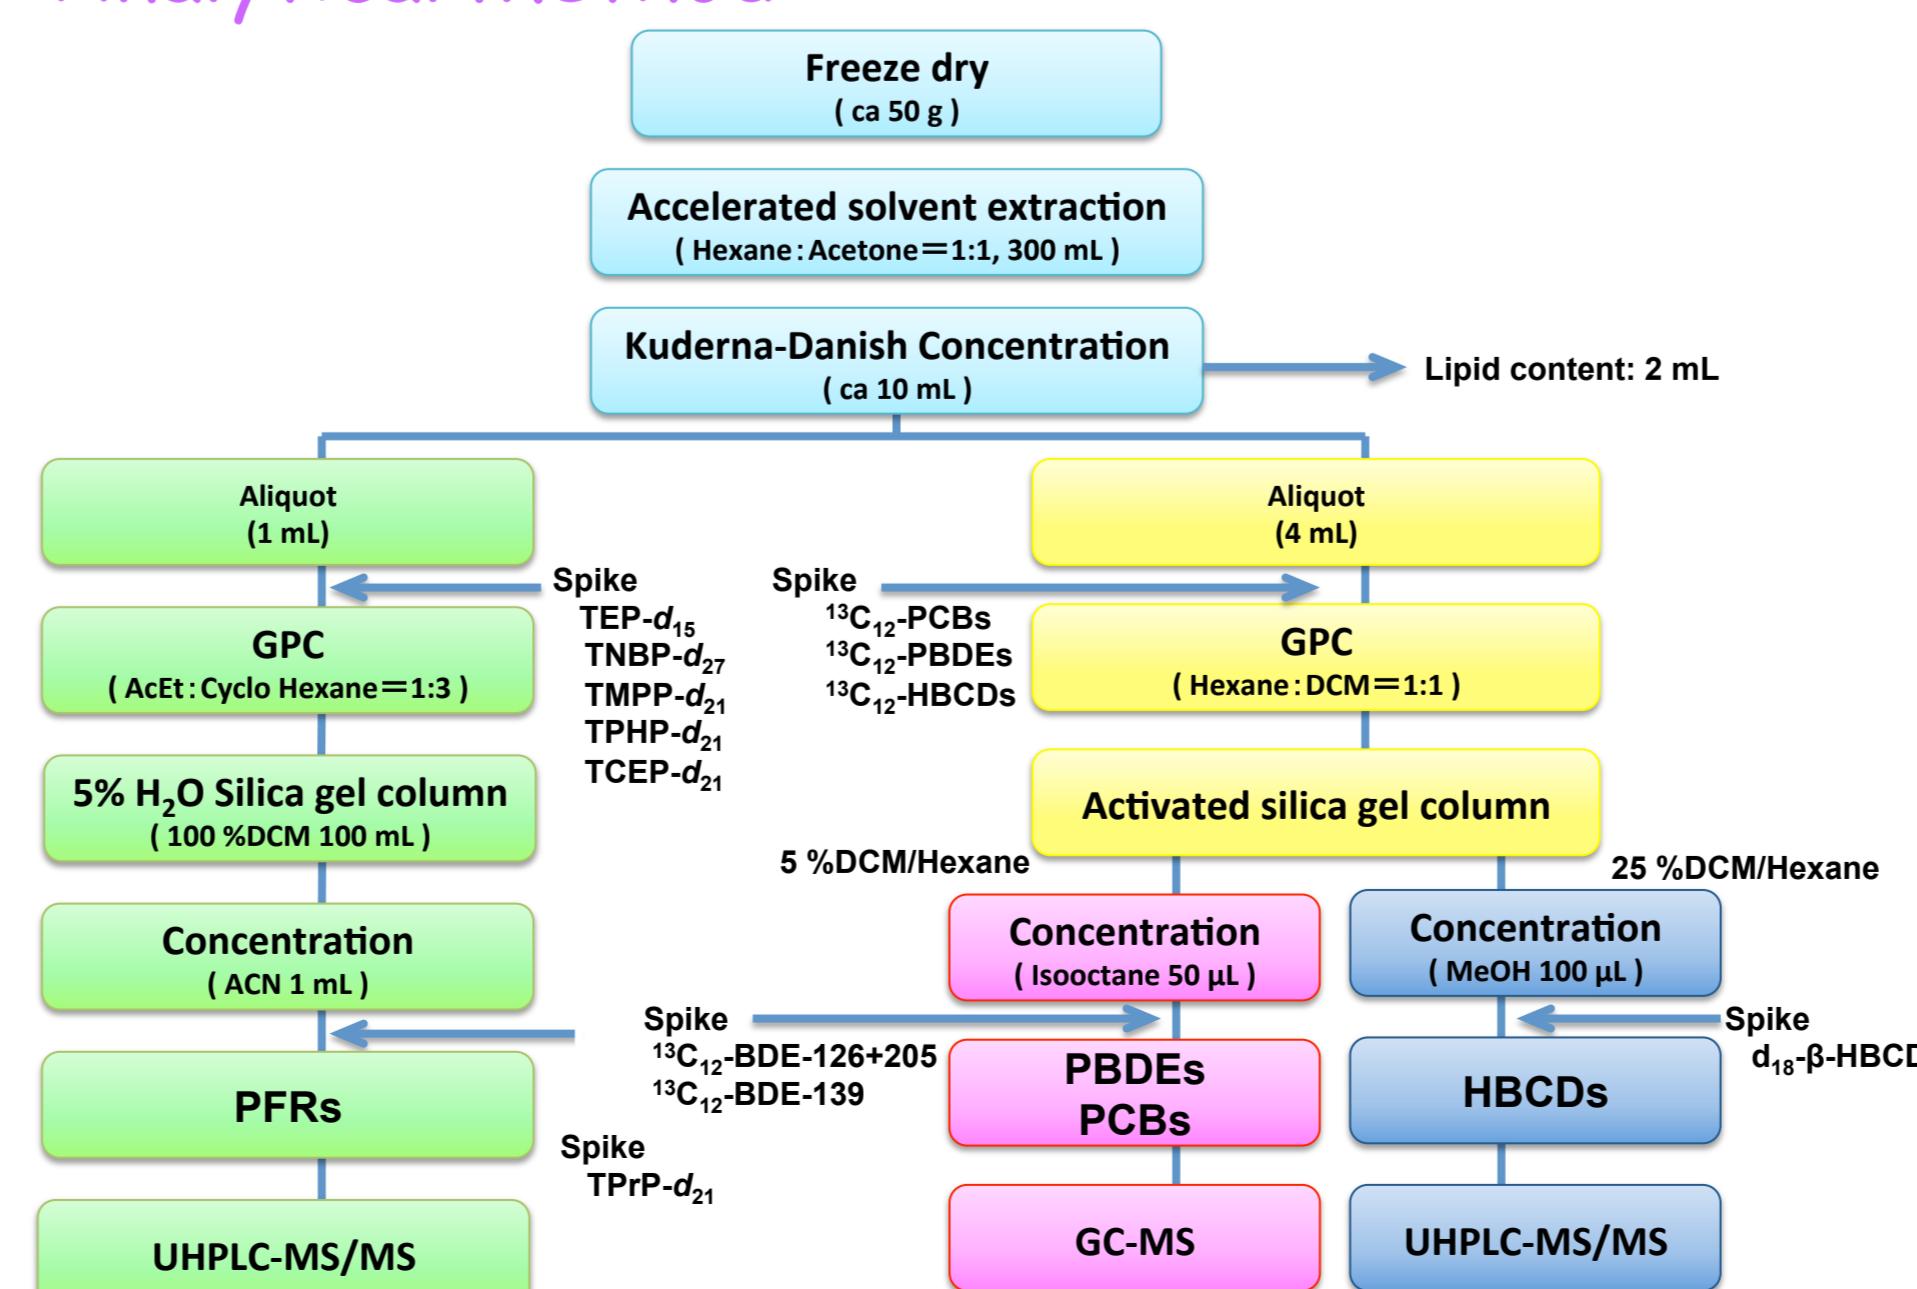 Analytical method
Freeze dry
( ca 50 g )
Accelerated solvent extraction
( Hexane:Acetone=1:1, 300 mL )
Kuderna-Danish Concentration
( ca 10 mL )
Lipid content: 2 mL
Aliquot
(1 mL)
Aliquot
(4 mL)
Spike
TEP-d15
TNBP-d27
TMPP-d21
TPHP-d21
TCEP-d21
Spike
13C12-PCBs
13C12-PBDEs
13C12-HBCDs
GPC
( AcEt:Cyclo Hexane=1:3 )
GPC
( Hexane:DCM=1:1 )
5% H2O Silica gel column
( 100 %DCM 100 mL )
Activated silica gel column
5 %DCM/Hexane
25 %DCM/Hexane
Concentration
( ACN 1 mL )
Concentration
( Isooctane 50 µL )
Concentration
( MeOH 100 µL )
Spike
13C12-BDE-126+205
13C12-BDE-139
Spike
d18-β-HBCD
PFRs
PBDEs
PCBs
HBCDs
Spike
TPrP-d21
UHPLC-MS/MS
GC-MS
UHPLC-MS/MS